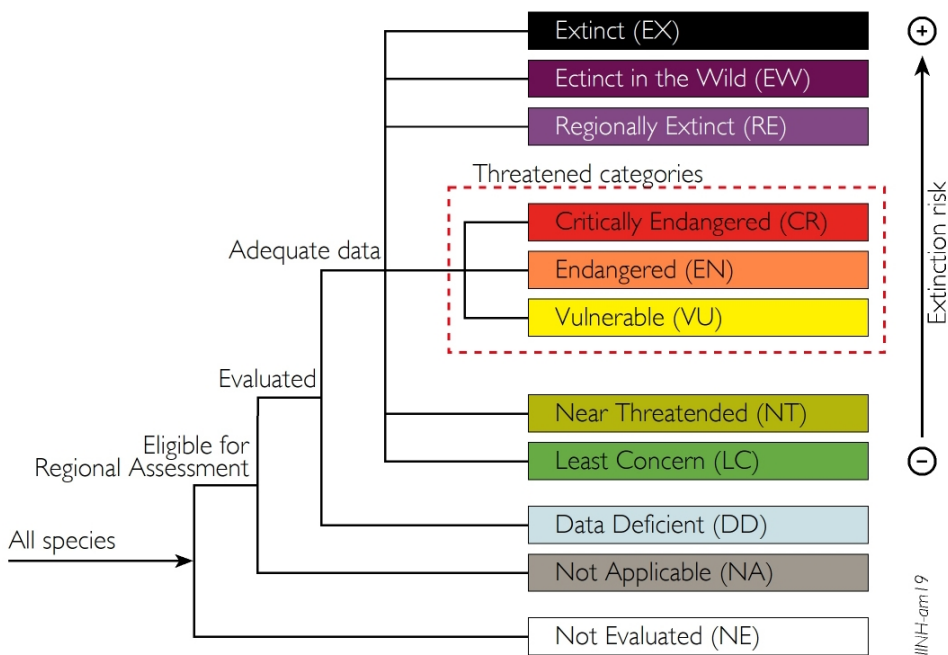 Extinct (EX)
Ectinct in the Wild (EW)
Regionally Extinct (RE)
Threatened categories
Critically Endangered (CR)
Adequate data
Endangered (EN)
Vulnerable (VU)
Extinction risk
Evaluated
Near Threatended (NT)
Eligible for
Regional Assessment
Least Concern (LC)
All species
Data Deficient (DD)
Not Applicable (NA)
Not Evaluated (NE)
IINH-am19